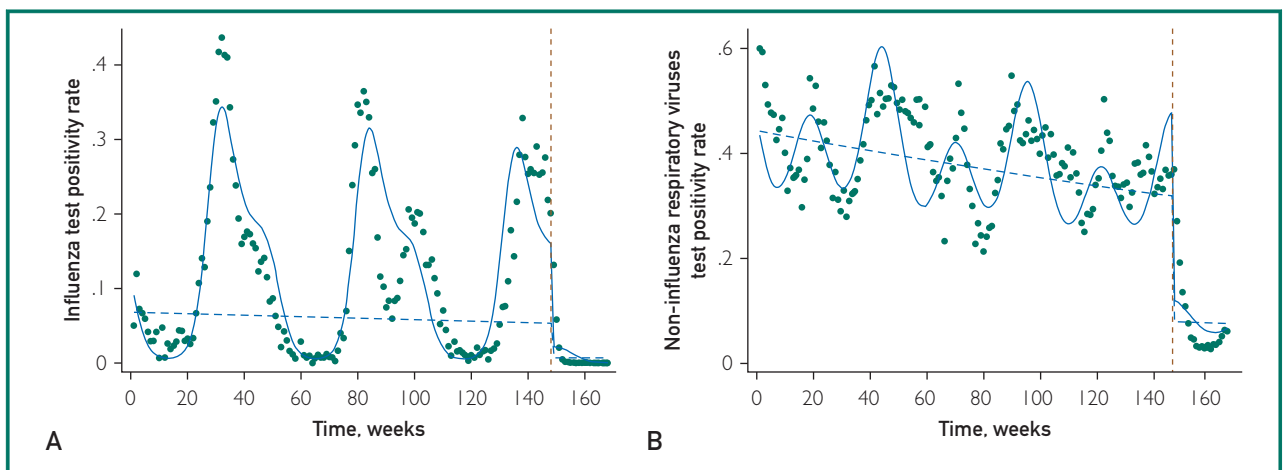 Influenza test positivity rate
.4
.3
.2
.1
0
0 20 40 60 80 100 120 140 160
Time, weeks
A
Non-influenza respiratory viruses
test positivity rate
.6
.4
.2
0
0 20 40 60 80 100 120 140 160
Time, weeks
B